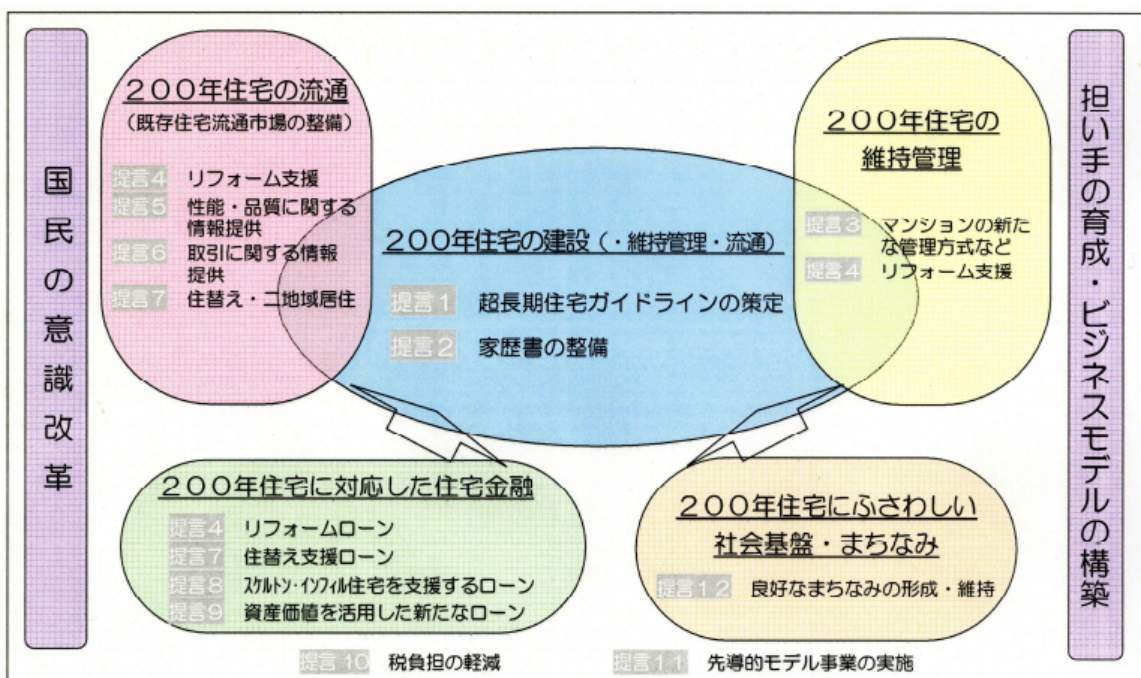 国民の意識改革
200年住宅の流通
(既存住宅流通市場の整備)
提言4 リフォーム支援
提言5 性能・品質に関する
情報提供
提言6 取引に関する情報
提供
提言7 住替え・二地域居住
200年住宅の建設(・維持管理・流通)
提言1 超長期住宅ガイドラインの策定
提言2 家歴書の整備
200年住宅の
維持管理
提言3 マンションの新た
な管理方式など
提言4 リフォーム支援
200年住宅に対応した住宅金融
提言4 リフォームローン
提言7 住替え支援ローン
提言8 スケルトン・インフィル住宅を支援するローン
提言9 資産価値を活用した新たなローン
200年住宅にふさわしい
社会基盤・まちなみ
提言12 良好なまちなみの形成・維持
提言10 税負担の軽減
提言11 先導的モデル事業の実施
担い手の育成・ビジネスモデルの構築